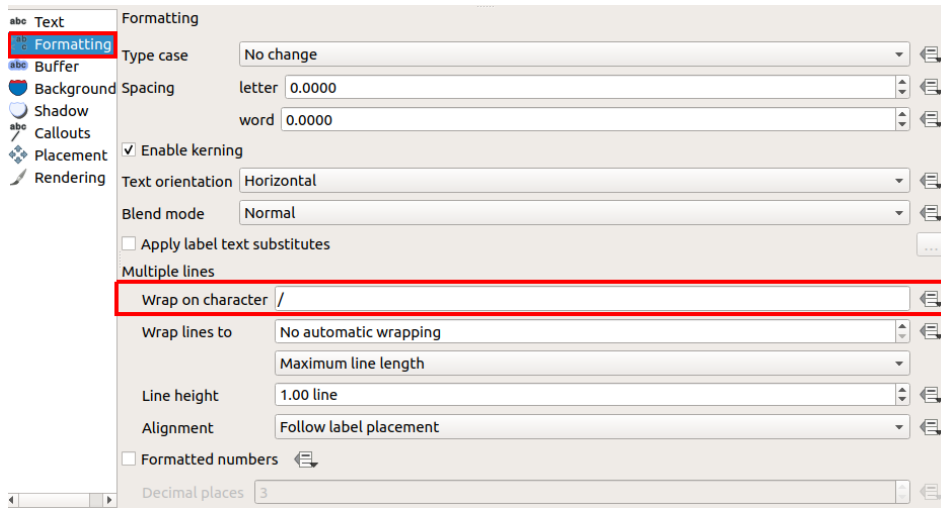 abc Text
Formatting
Buffer
Background
Shadow
Callouts
Placement
Rendering
Formatting
Type case No change
Spacing letter 0.0000
word 0.0000
Enable kerning
Text orientation Horizontal
Blend mode Normal
Apply label text substitutes ...
Multiple lines
Wrap on character /
Wrap lines to No automatic wrapping
Maximum line length
Line height 1.00 line
Alignment Follow label placement
Formatted numbers
Decimal places 3